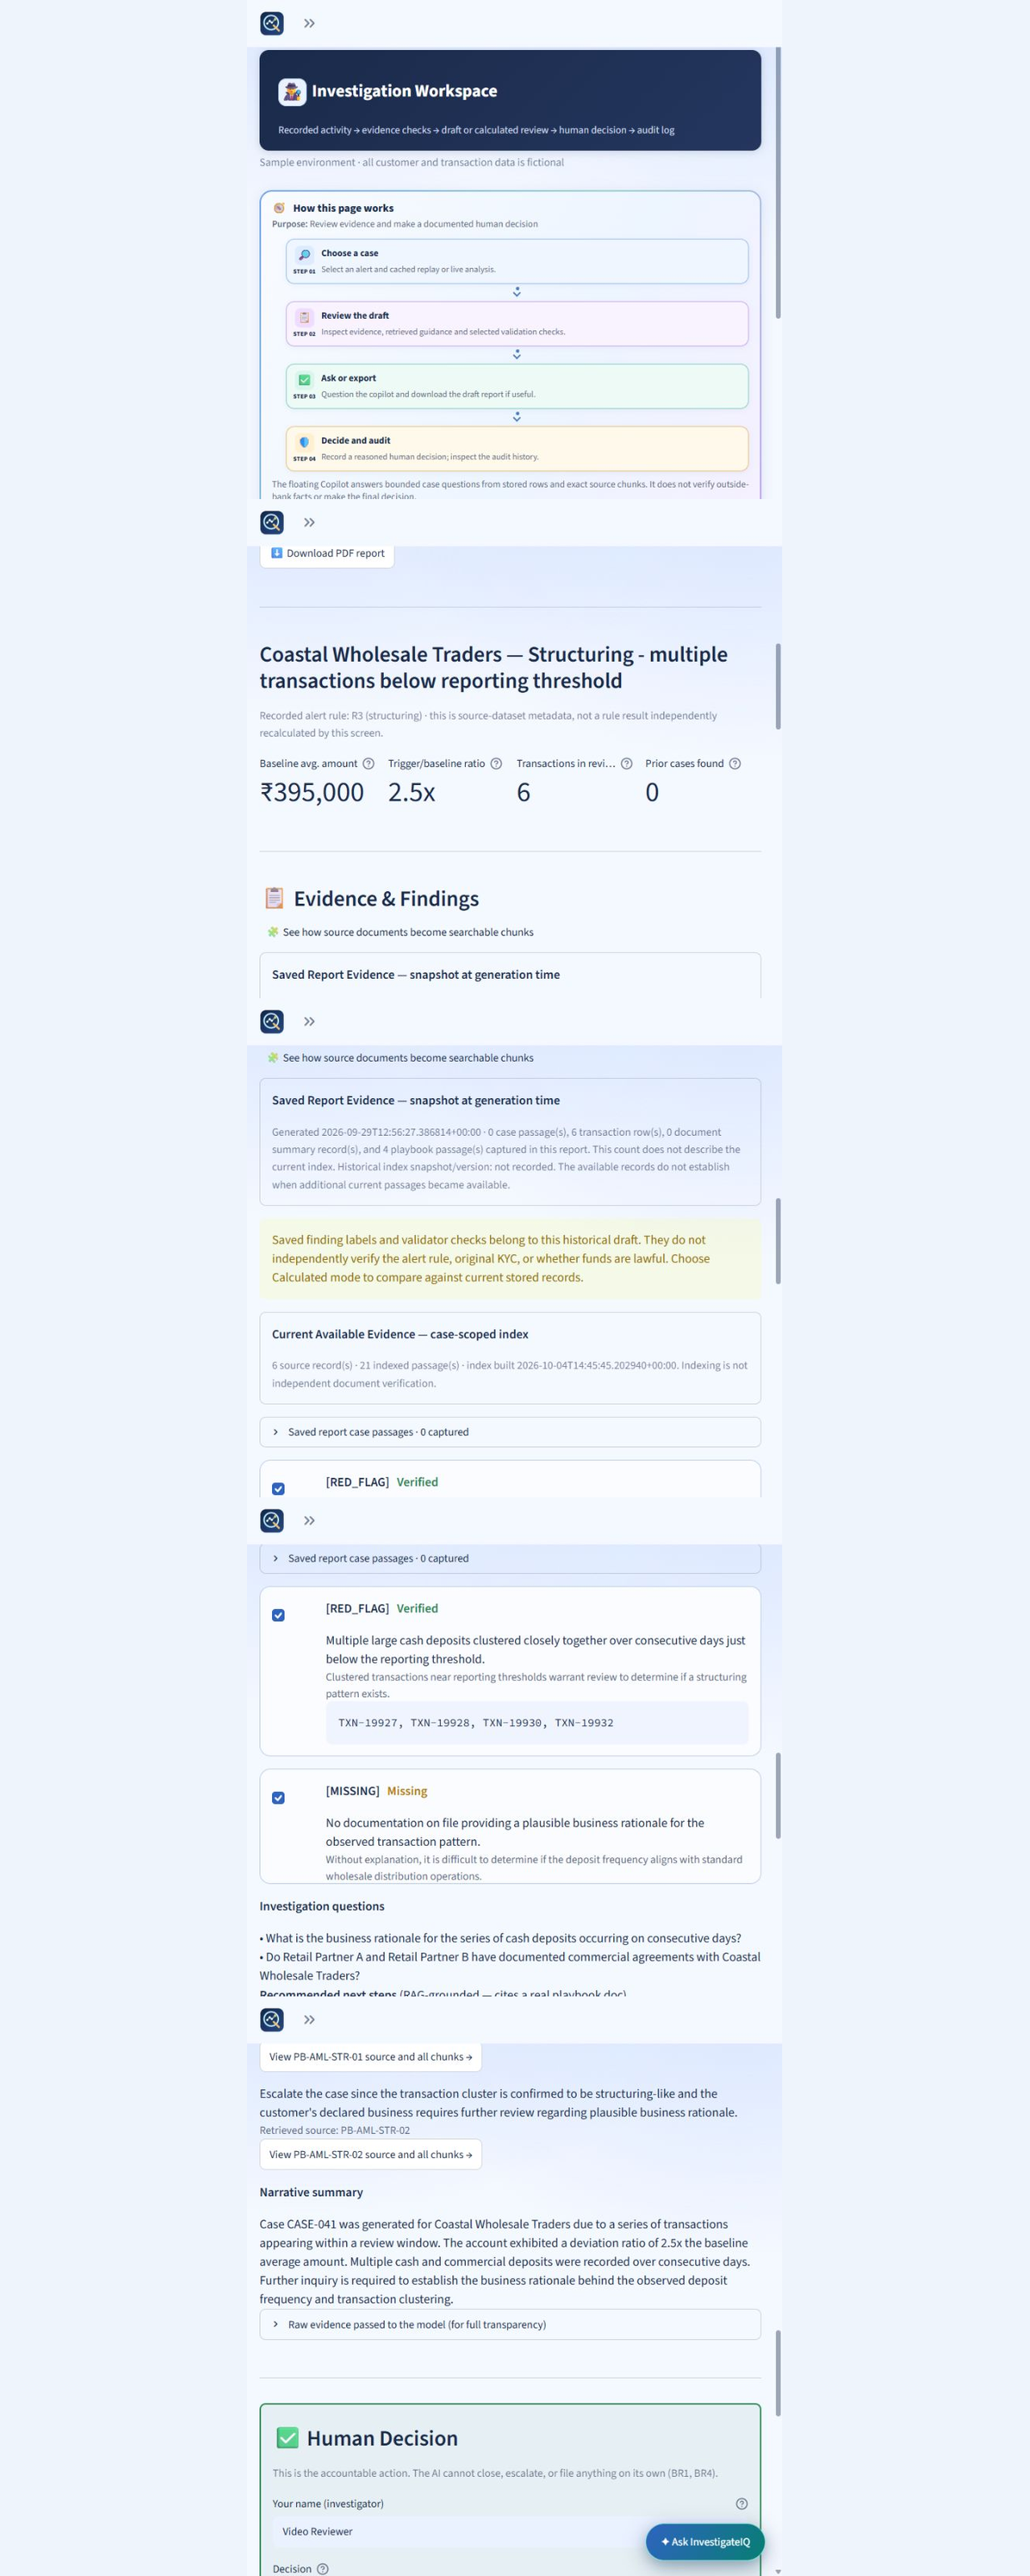 Investigation Workspace
Recorded activity → evidence checks → draft or calculated review → human decision → audit log
Sample environment · all customer and transaction data is fictional
How this page works
Purpose: Review evidence and make a documented human decision
Choose a case
STEP 01 Select an alert and cached replay or live analysis.
Review the draft
STEP 02 Inspect evidence, retrieved guidance and selected validation checks.
Ask or export
STEP 03 Question the copilot and download the draft report if useful.
Decide and audit
STEP 04 Record a reasoned human decision; inspect the audit history.
The floating Copilot answers bounded case questions from stored rows and exact source chunks. It does not verify outside-
bank facts or make the final decision.
Download PDF report
Coastal Wholesale Traders — Structuring - multiple
transactions below reporting threshold
Recorded alert rule: R3 (structuring) · this is source-dataset metadata, not a rule result independently
recalculated by this screen.
Baseline avg. amount Trigger/baseline ratio Transactions in revi... Prior cases found
₹395,000 2.5x 6 0
Evidence & Findings
See how source documents become searchable chunks
Saved Report Evidence — snapshot at generation time
See how source documents become searchable chunks
Saved Report Evidence — snapshot at generation time
Generated 2026-09-29T12:56:27.386814+00:00 · 0 case passage(s), 6 transaction row(s), 0 document
summary record(s), and 4 playbook passage(s) captured in this report. This count does not describe the
current index. Historical index snapshot/version: not recorded. The available records do not establish
when additional current passages became available.
Saved finding labels and validator checks belong to this historical draft. They do not
independently verify the alert rule, original KYC, or whether funds are lawful. Choose
Calculated mode to compare against current stored records.
Current Available Evidence — case-scoped index
6 source record(s) · 21 indexed passage(s) · index built 2026-10-04T14:45:45.202940+00:00. Indexing is not
independent document verification.
Saved report case passages · 0 captured
[RED_FLAG] Verified
Saved report case passages · 0 captured
[RED_FLAG] Verified
Multiple large cash deposits clustered closely together over consecutive days just
below the reporting threshold.
Clustered transactions near reporting thresholds warrant review to determine if a structuring
pattern exists.
TXN-19927, TXN-19928, TXN-19930, TXN-19932
[MISSING] Missing
No documentation on file providing a plausible business rationale for the
observed transaction pattern.
Without explanation, it is difficult to determine if the deposit frequency aligns with standard
wholesale distribution operations.
Investigation questions
• What is the business rationale for the series of cash deposits occurring on consecutive days?
• Do Retail Partner A and Retail Partner B have documented commercial agreements with Coastal
Wholesale Traders?
Recommended next steps (RAG-grounded — cites a real playbook doc)
View PB-AML-STR-01 source and all chunks →
Escalate the case since the transaction cluster is confirmed to be structuring-like and the
customer's declared business requires further review regarding plausible business rationale.
Retrieved source: PB-AML-STR-02
View PB-AML-STR-02 source and all chunks →
Narrative summary
Case CASE-041 was generated for Coastal Wholesale Traders due to a series of transactions
appearing within a review window. The account exhibited a deviation ratio of 2.5x the baseline
average amount. Multiple cash and commercial deposits were recorded over consecutive days.
Further inquiry is required to establish the business rationale behind the observed deposit
frequency and transaction clustering.
Raw evidence passed to the model (for full transparency)
Human Decision
This is the accountable action. The AI cannot close, escalate, or file anything on its own (BR1, BR4).
Your name (investigator)
Video Reviewer
✦ Ask InvestigateIQ
Decision